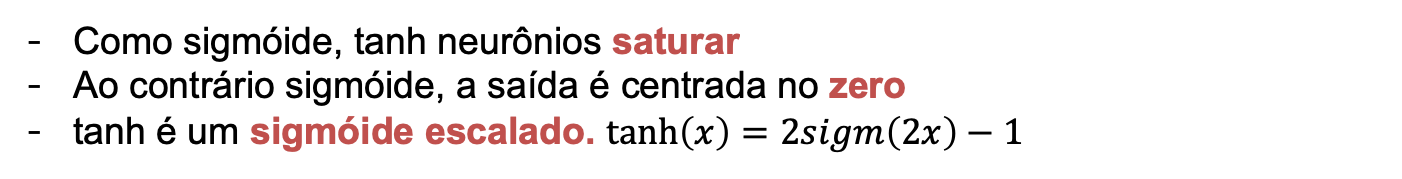 - Como sigmóide, tanh neurônios saturar
- Ao contrário sigmóide, a saída é centrada no zero
- tanh é um sigmóide escalado. tanh(𝑥) = 2𝑠𝑖𝑔𝑚(2𝑥) − 1